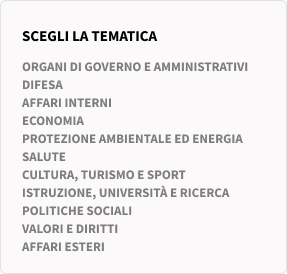 SCEGLI LA TEMATICA
ORGANI DI GOVERNO E AMMINISTRATIVI
DIFESA
AFFARI INTERNI
ECONOMIA
PROTEZIONE AMBIENTALE ED ENERGIA
SALUTE
CULTURA, TURISMO E SPORT
ISTRUZIONE, UNIVERSITÀ E RICERCA
POLITICHE SOCIALI
VALORI E DIRITTI
AFFARI ESTERI